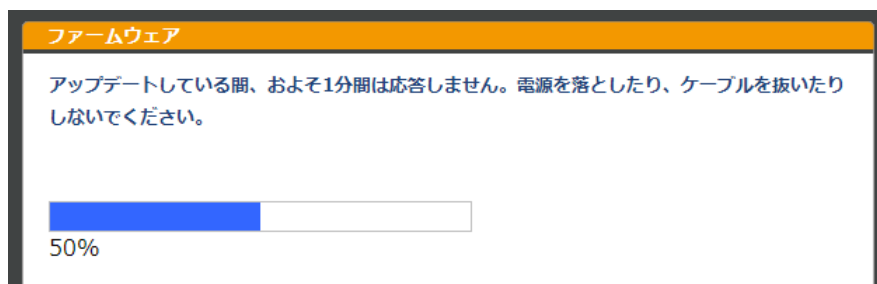 ファームウェア
アップデートしている間、およそ1分間は応答しません。電源を落としたり、ケーブルを抜いたり
しないでください。
50%